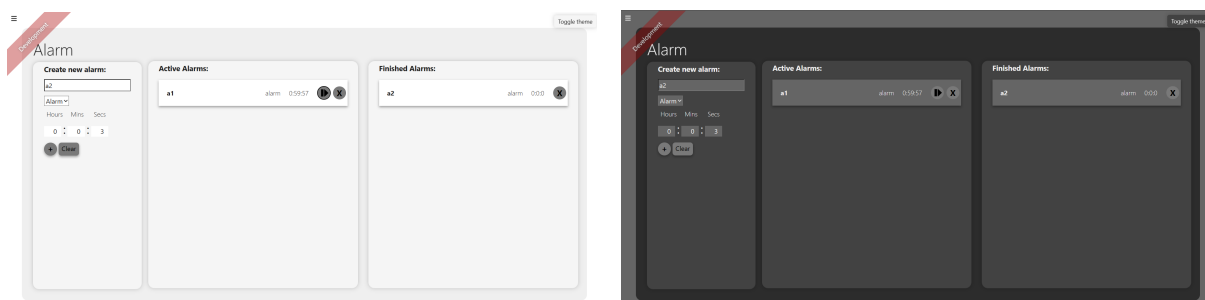 ☰
Toggle theme
Development
Alarm
Create new alarm:
a2
Alarm
Hours Mins Secs
0 : 0 : 3
+ Clear
Active Alarms:
a1 alarm 0:59:57 X
Finished Alarms:
a2 alarm 0:0:0 X
☰
Toggle theme
Development
Alarm
Create new alarm:
a2
Alarm
Hours Mins Secs
0 : 0 : 3
+ Clear
Active Alarms:
a1 alarm 0:59:57 X
Finished Alarms:
a2 alarm 0:0:0 X